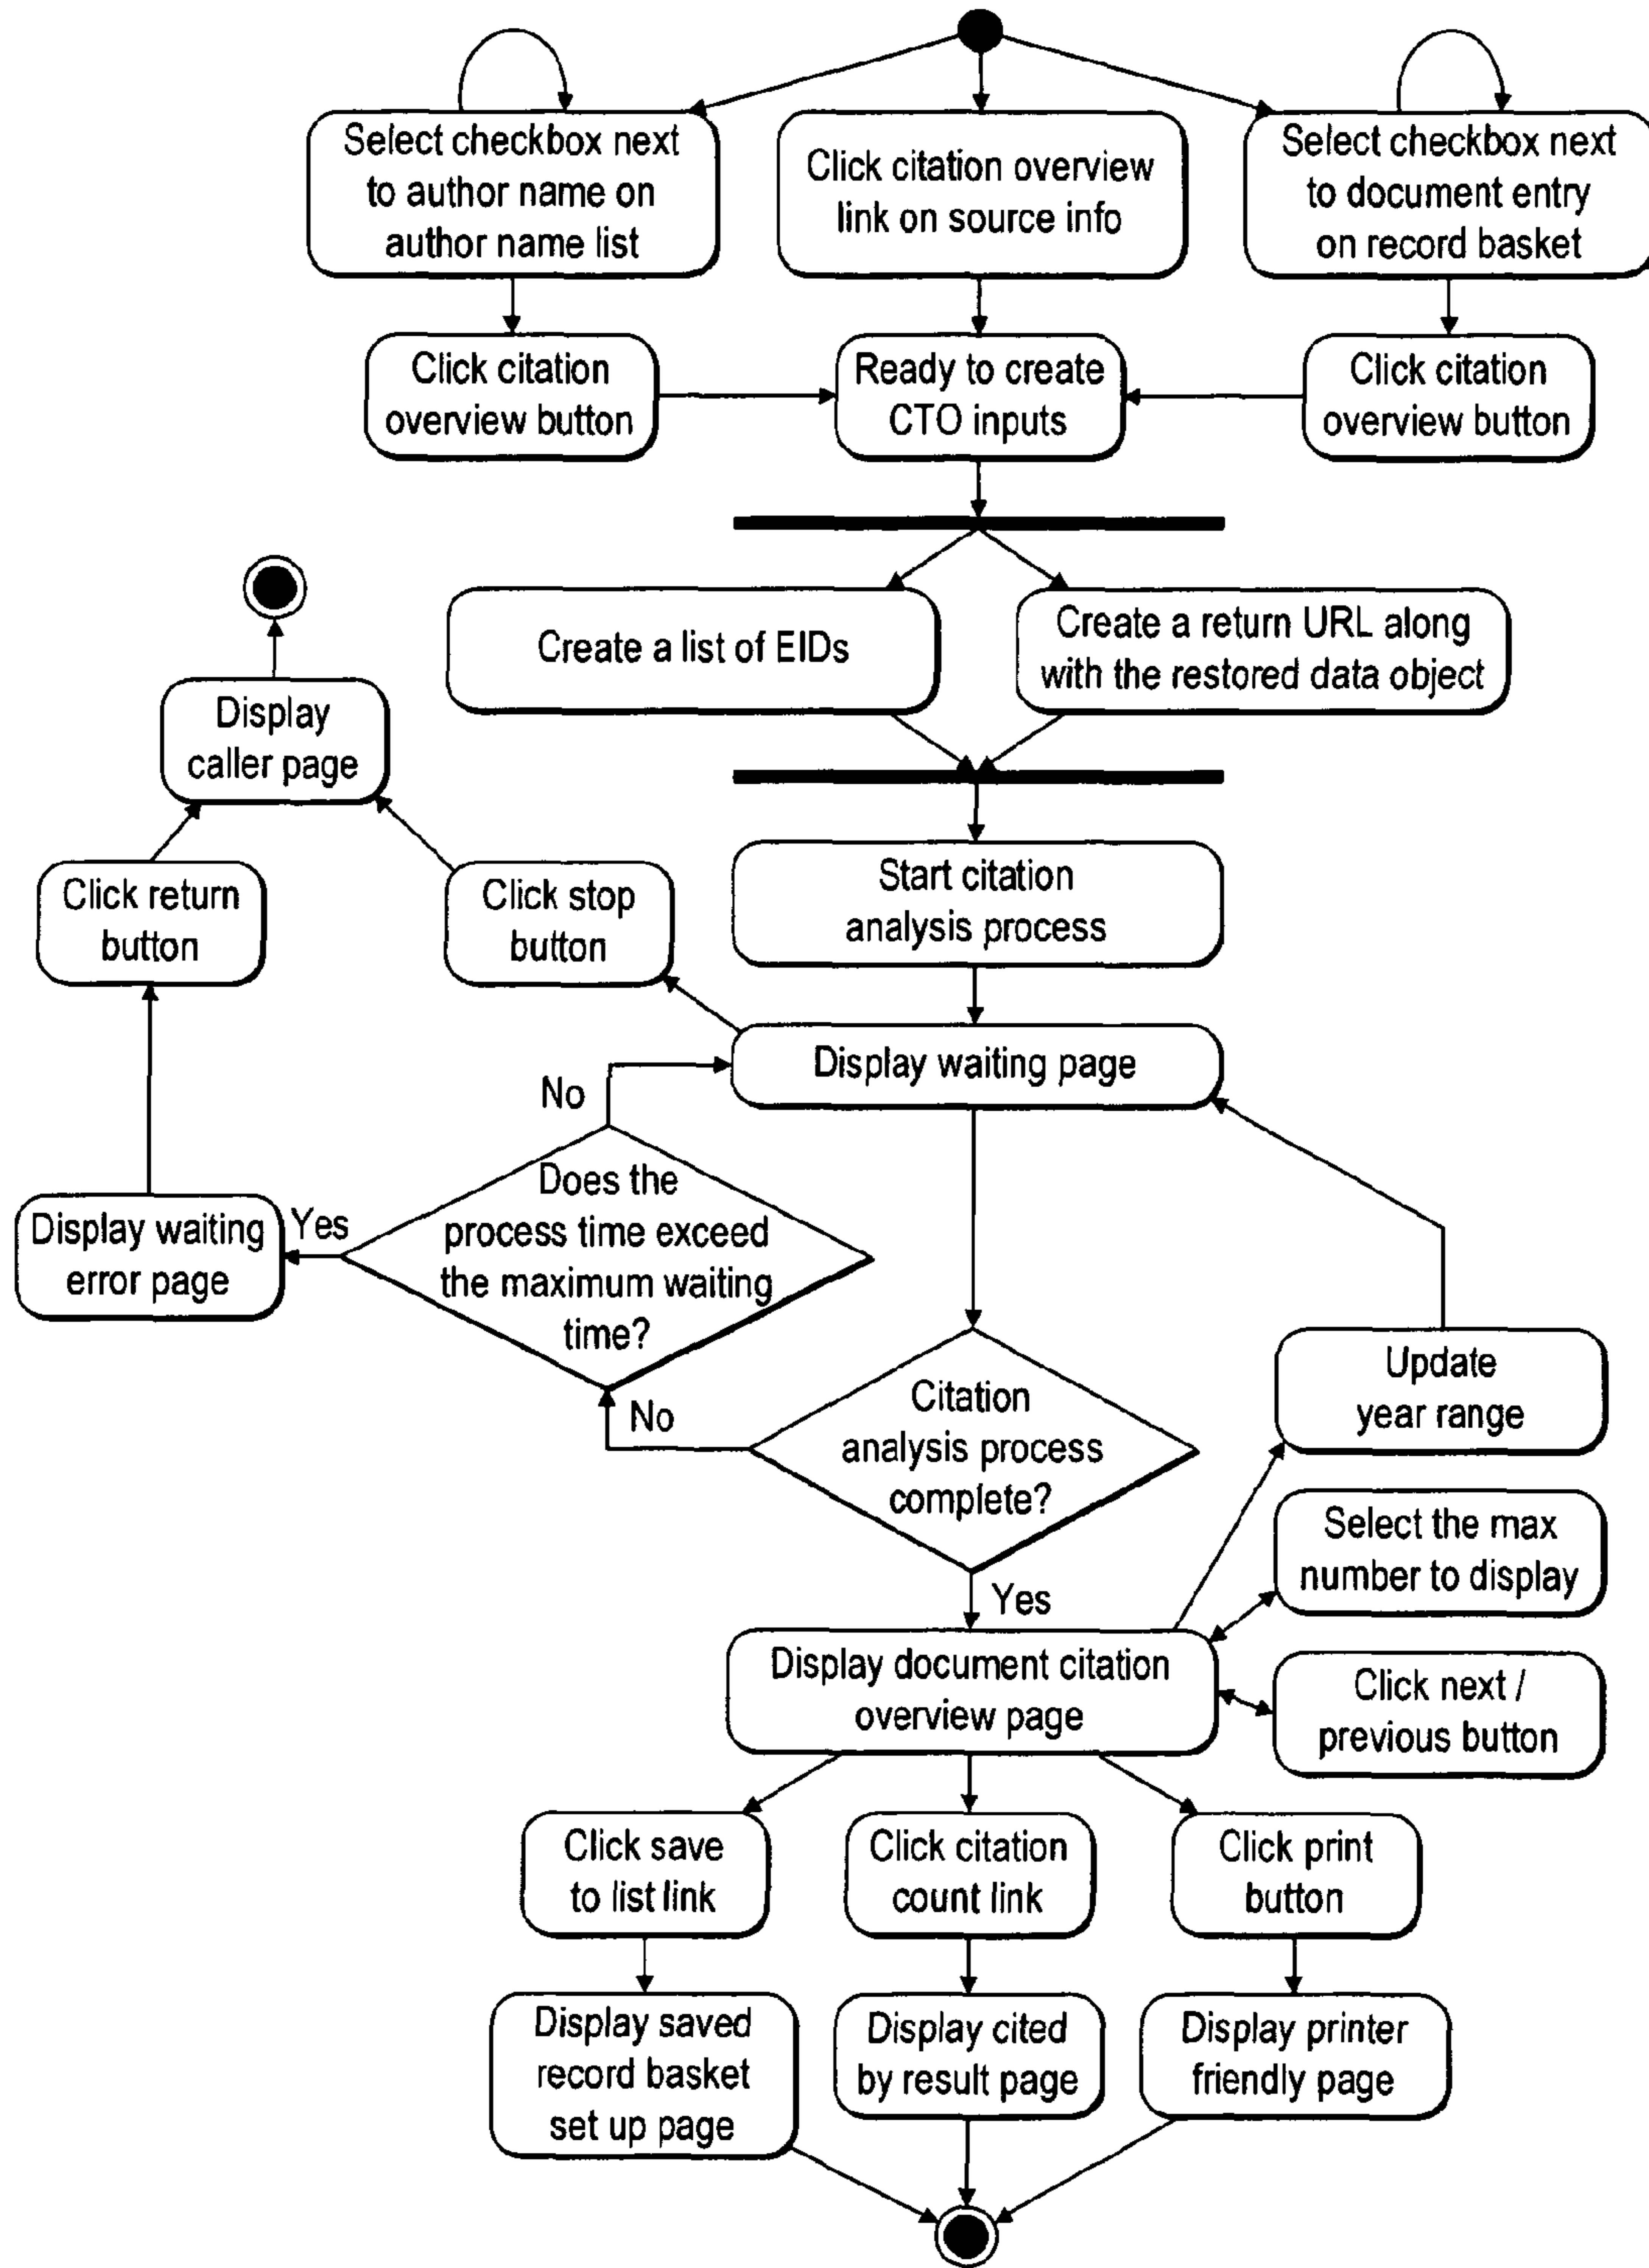 Select checkbox next
to author name on
author name list
Click citation overview
link on source info
Select checkbox next
to document entry
on record basket
Click citation
overview button
Ready to create
CTO inputs
Click citation
overview button
Create a list of EIDs
Create a return URL along
with the restored data object
Display
caller page
Click return
button
Click stop
button
Start citation
analysis process
Display waiting page
No
Does the
process time exceed
the maximum waiting
time?
Yes
Display waiting
error page
No
Citation
analysis process
complete?
Update
year range
Select the max
number to display
Yes
Display document citation
overview page
Click next /
previous button
Click save
to list link
Click citation
count link
Click print
button
Display saved
record basket
set up page
Display cited
by result page
Display printer
friendly page